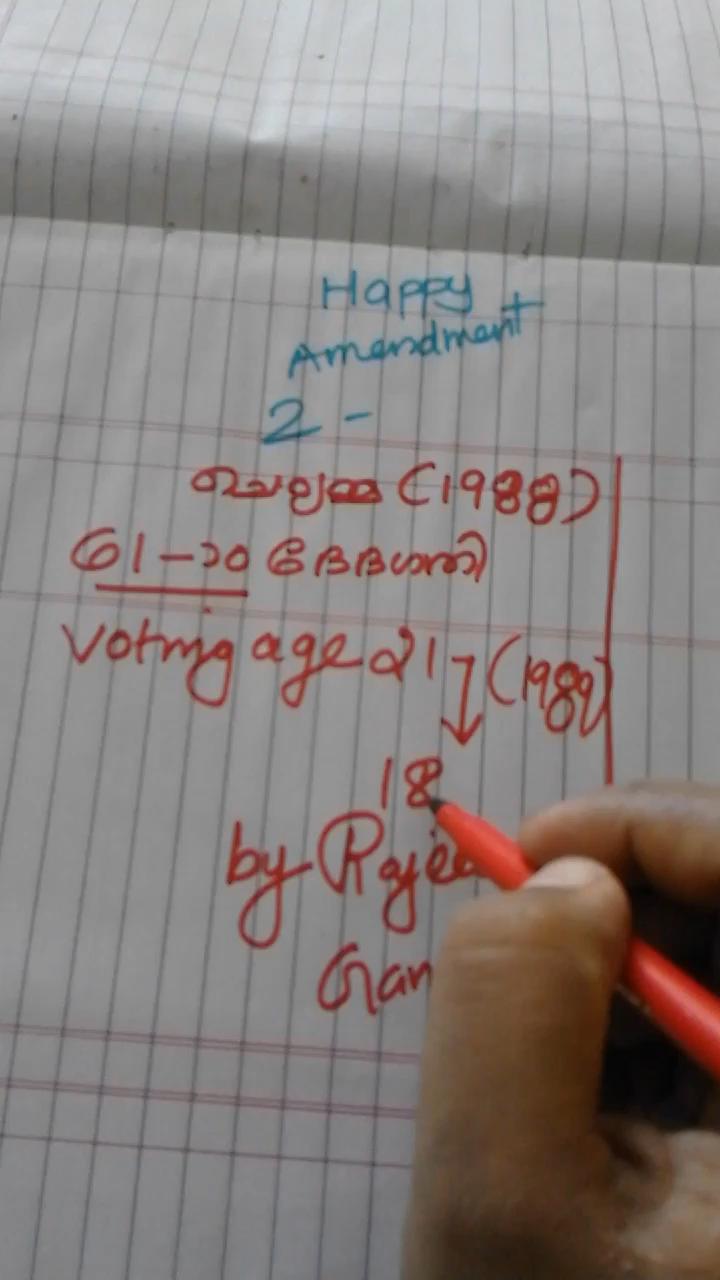 Happy
Amendment
2 -
(1988)
61-ാാം ഭേദഗതി
Voting age 21 ↓ (1989)
18
by Rajee
Gan